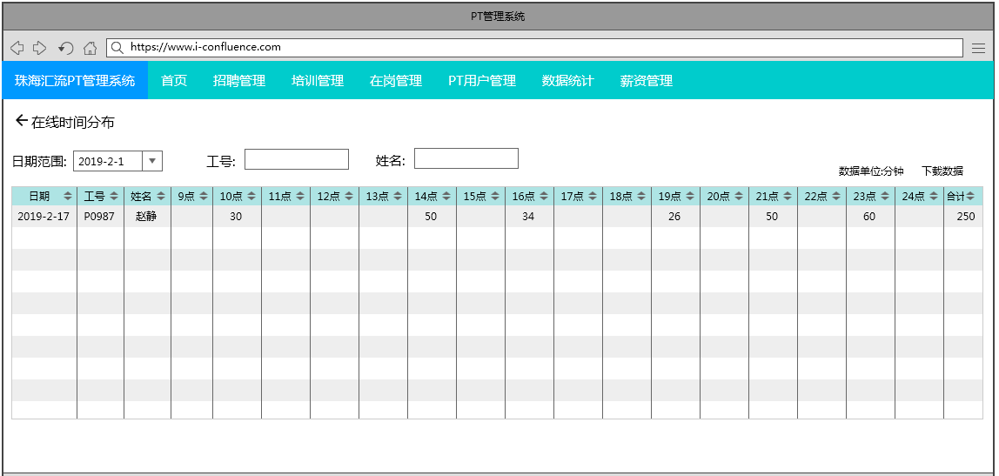 PT管理系统
https://www.i-confluence.com
珠海汇流PT管理系统 首页 招聘管理 培训管理 在岗管理 PT用户管理 数据统计 薪资管理
在线时间分布
日期范围: 2019-2-1 工号: 姓名:
数据单位:分钟 下载数据
日期 工号 姓名 9点 10点 11点 12点 13点 14点 15点 16点 17点 18点 19点 20点 21点 22点 23点 24点 合计
2019-2-17 P0987 赵静 30 50 34 26 50 60 250